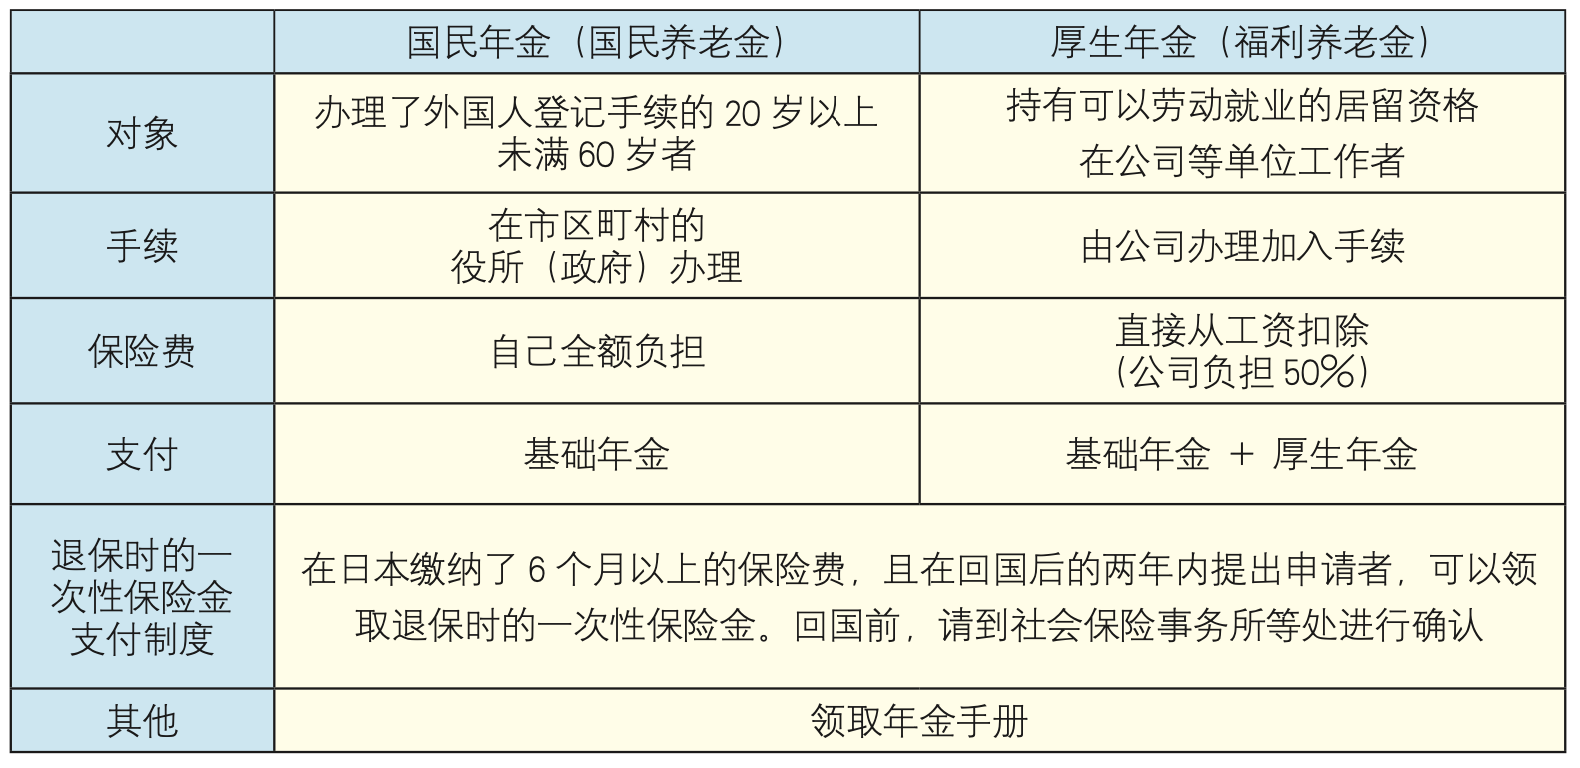 国民年金（国民养老金）
厚生年金（福利养老金）
对象
办理了外国人登记手续的 20 岁以上
未满 60 岁者
持有可以劳动就业的居留资格
在公司等单位工作者
手续
在市区町村的
役所（政府）办理
由公司办理加入手续
保险费
自己全额负担
直接从工资扣除
(公司负担 50%)
支付
基础年金
基础年金 + 厚生年金
退保时的一
次性保险金
支付制度
在日本缴纳了 6 个月以上的保险费，且在回国后的两年内提出申请者，可以领
取退保时的一次性保险金。回国前，请到社会保险事务所等处进行确认
其他
领取年金手册